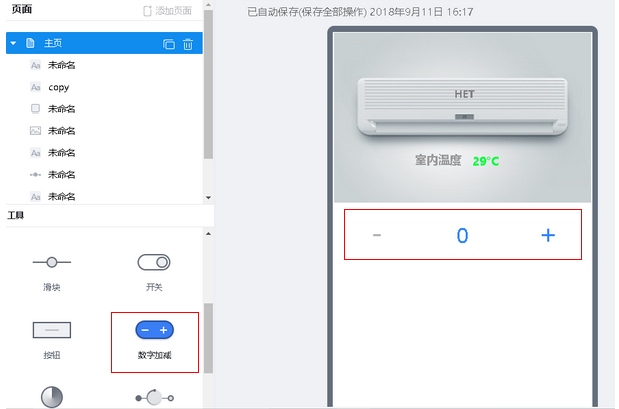 页面
添加页面
主页
未命名
copy
未命名
未命名
未命名
未命名
未命名
工具
滑块
开关
按钮
数字加减
已自动保存(保存全部操作) 2018年9月11日 16:17
HET
室内温度 29°C
- 0 +